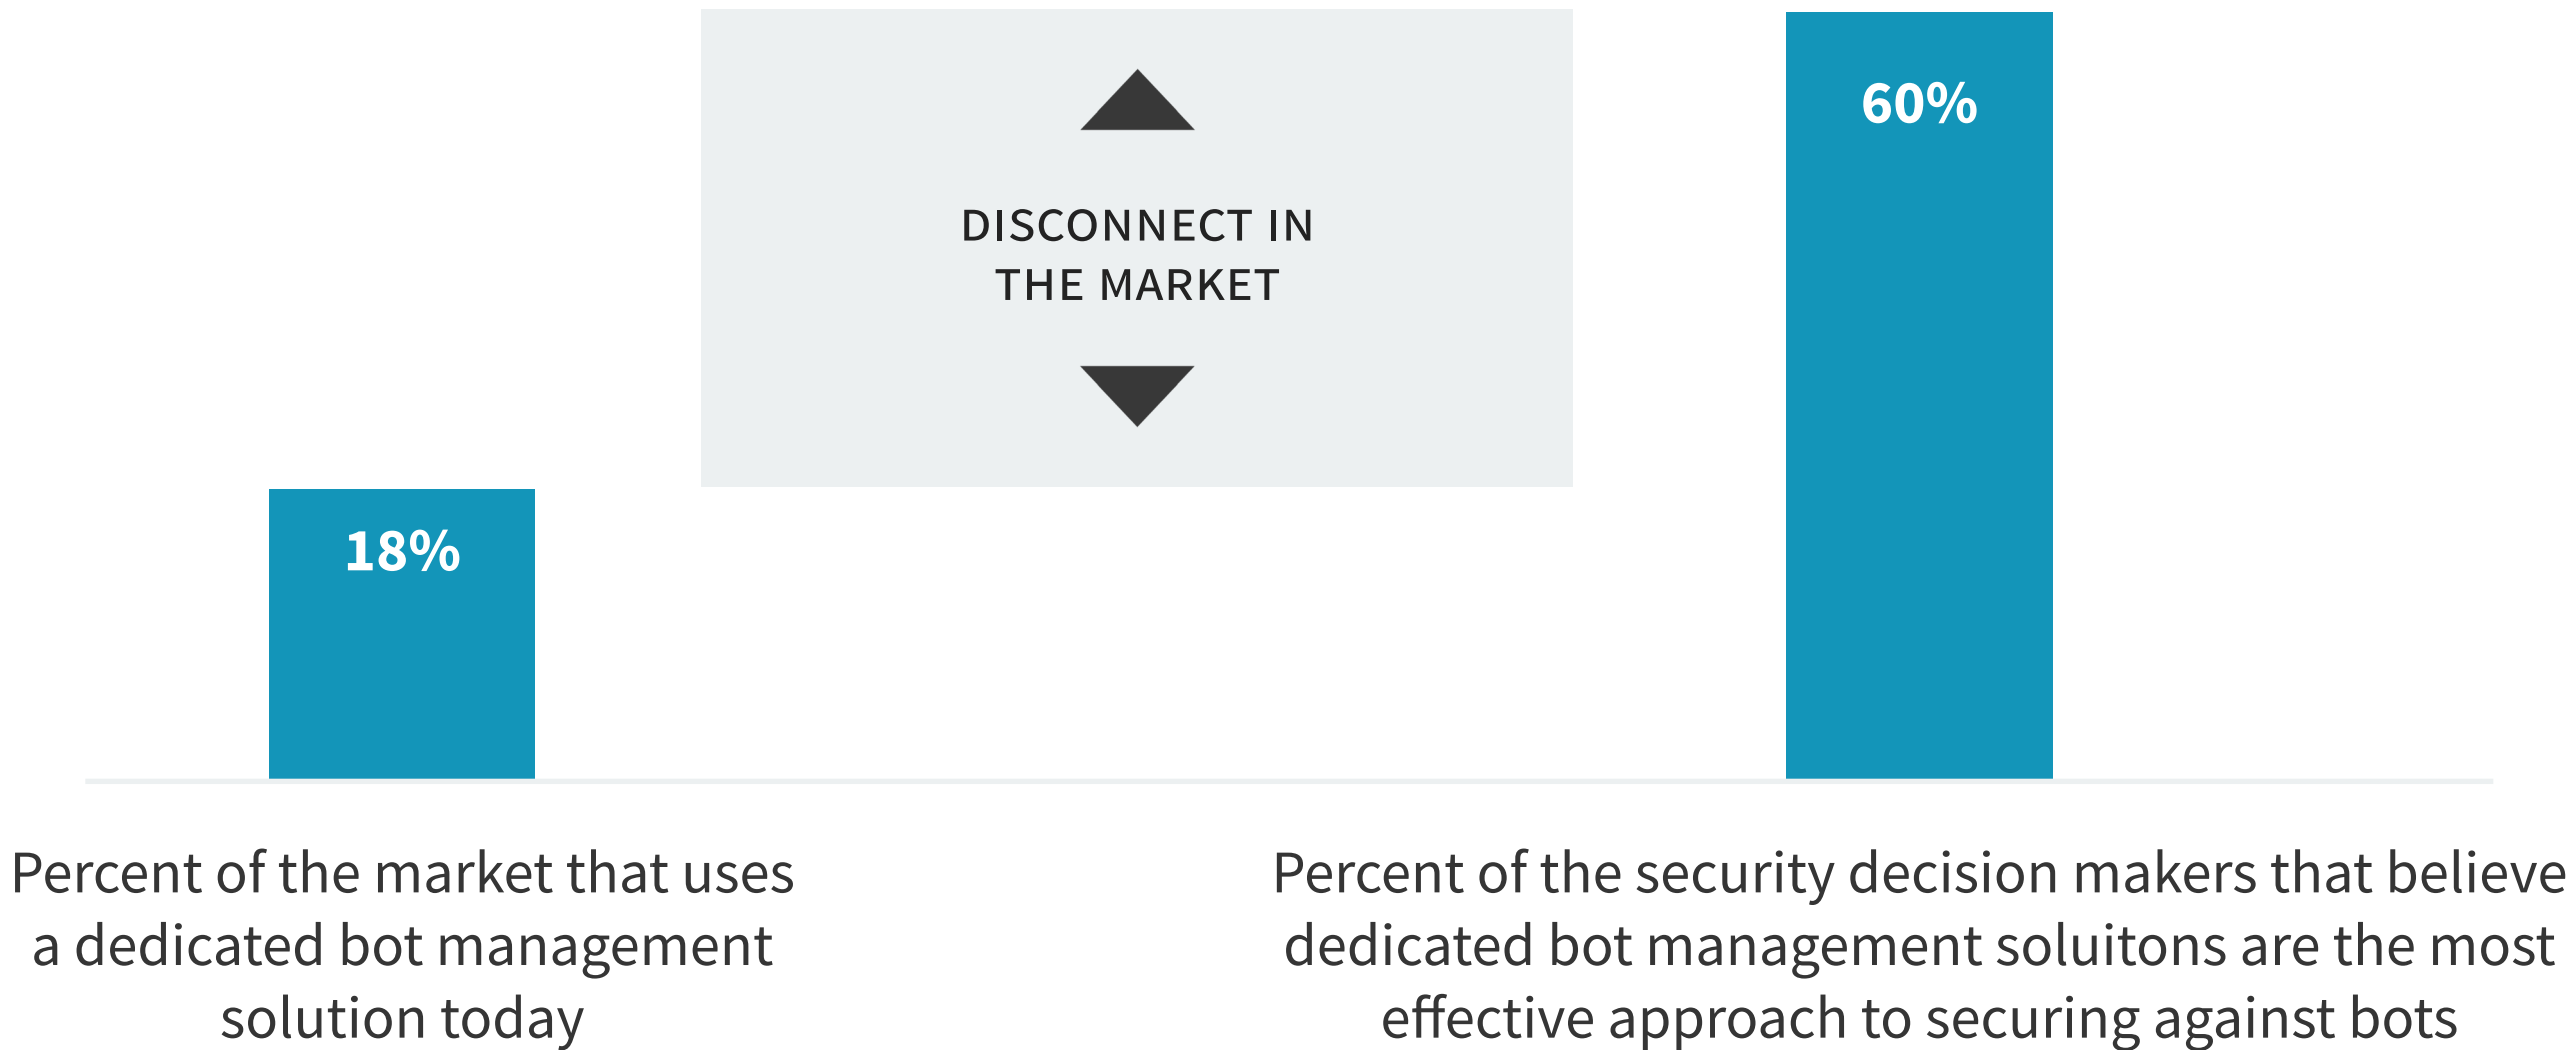 60%
DISCONNECT IN
THE MARKET
18%
Percent of the market that uses
a dedicated bot management
solution today
Percent of the security decision makers that believe
dedicated bot management soluitons are the most
effective approach to securing against bots